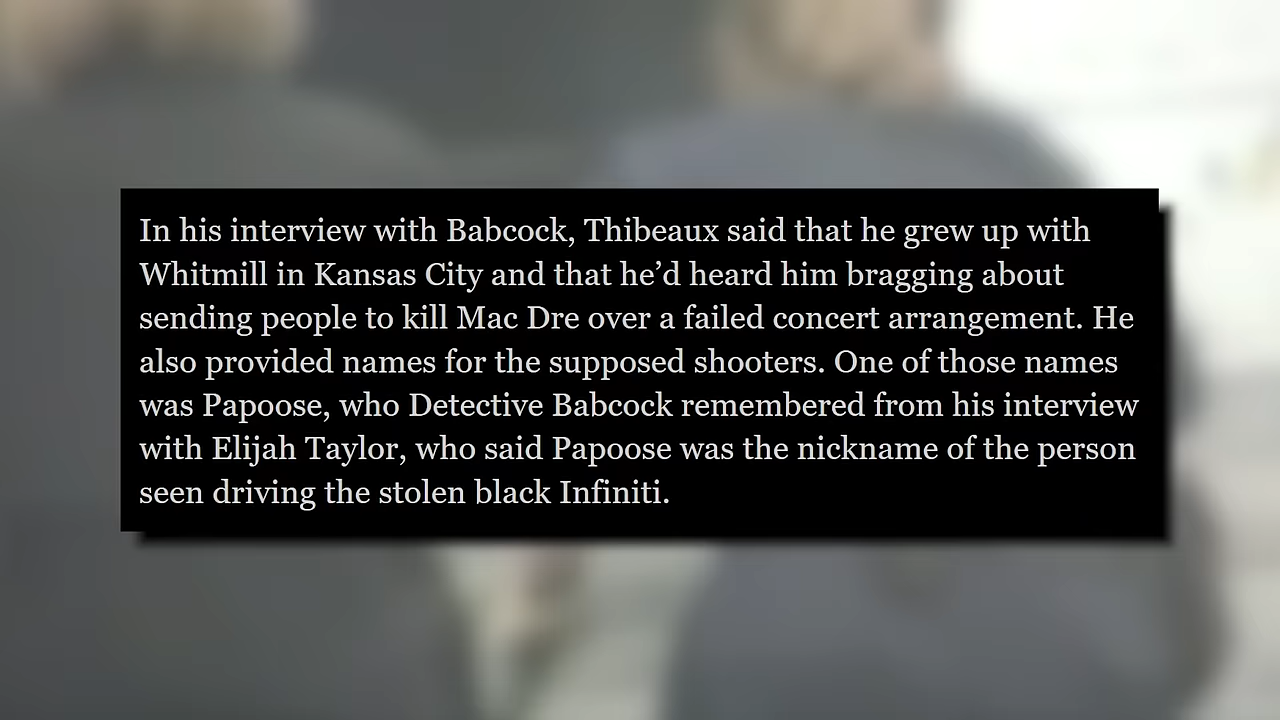 In his interview with Babcock, Thibeaux said that he grew up with
Whitmill in Kansas City and that he’d heard him bragging about
sending people to kill Mac Dre over a failed concert arrangement. He
also provided names for the supposed shooters. One of those names
was Papoose, who Detective Babcock remembered from his interview
with Elijah Taylor, who said Papoose was the nickname of the person
seen driving the stolen black Infiniti.